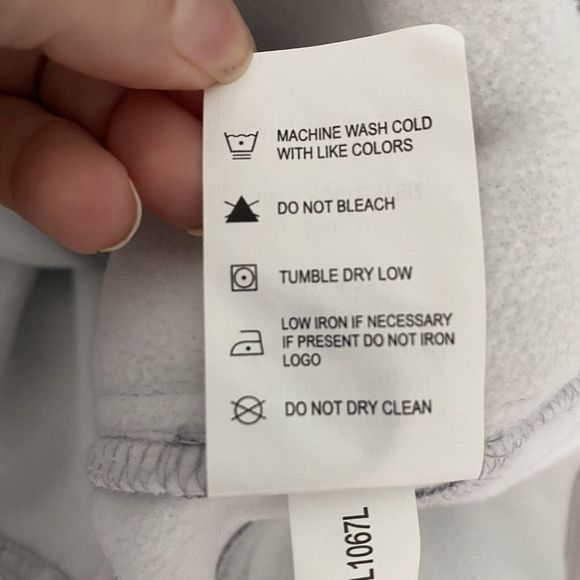 MACHINE WASH COLD
WITH LIKE COLORS
DO NOT BLEACH
TUMBLE DRY LOW
LOW IRON IF NECESSARY
IF PRESENT DO NOT IRON
LOGO
DO NOT DRY CLEAN
L1067L